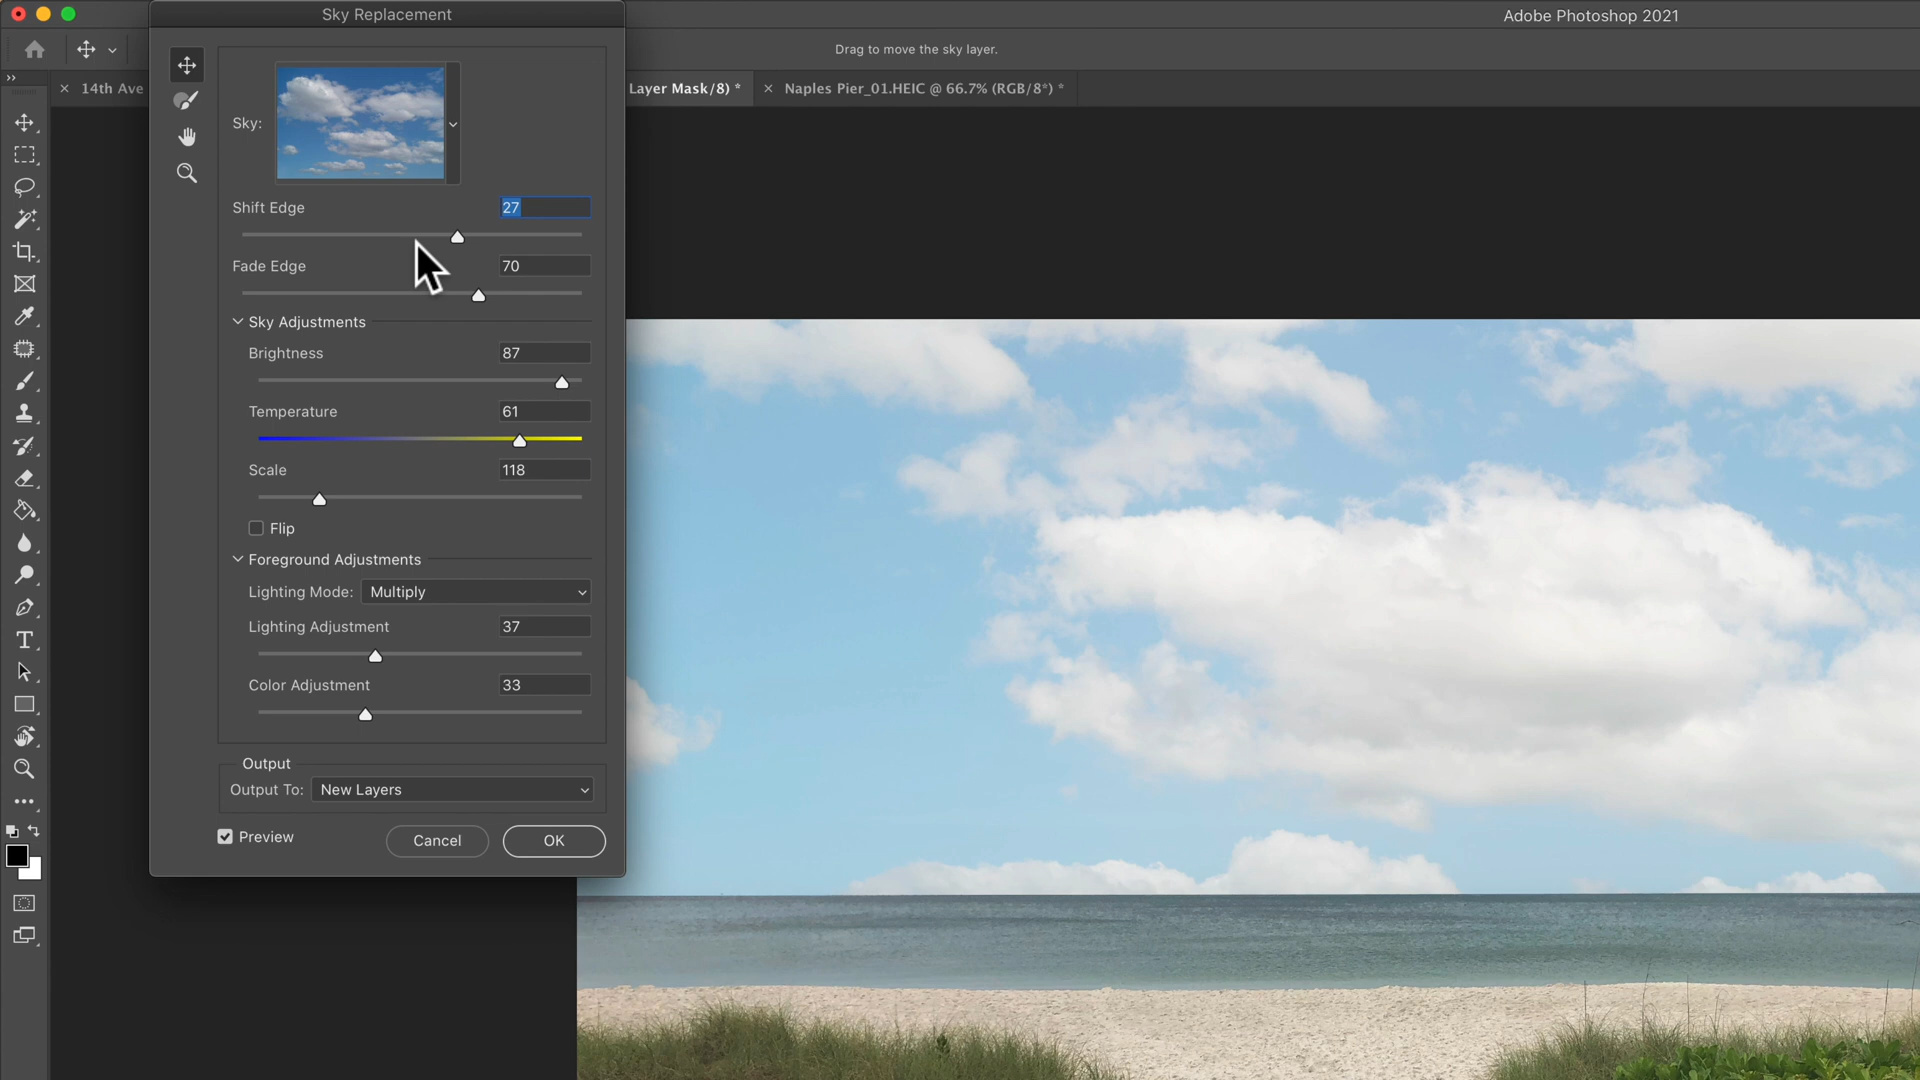 Sky Replacement
Adobe Photoshop 2021
Drag to move the sky layer.
14th Ave
Layer Mask/8) *
Naples Pier_01.HEIC @ 66.7% (RGB/8*) *
Sky:
Shift Edge
27
Fade Edge
70
Sky Adjustments
Brightness
87
Temperature
61
Scale
118
Flip
Foreground Adjustments
Lighting Mode: Multiply
Lighting Adjustment
37
Color Adjustment
33
Output
Output To: New Layers
Preview
Cancel
OK